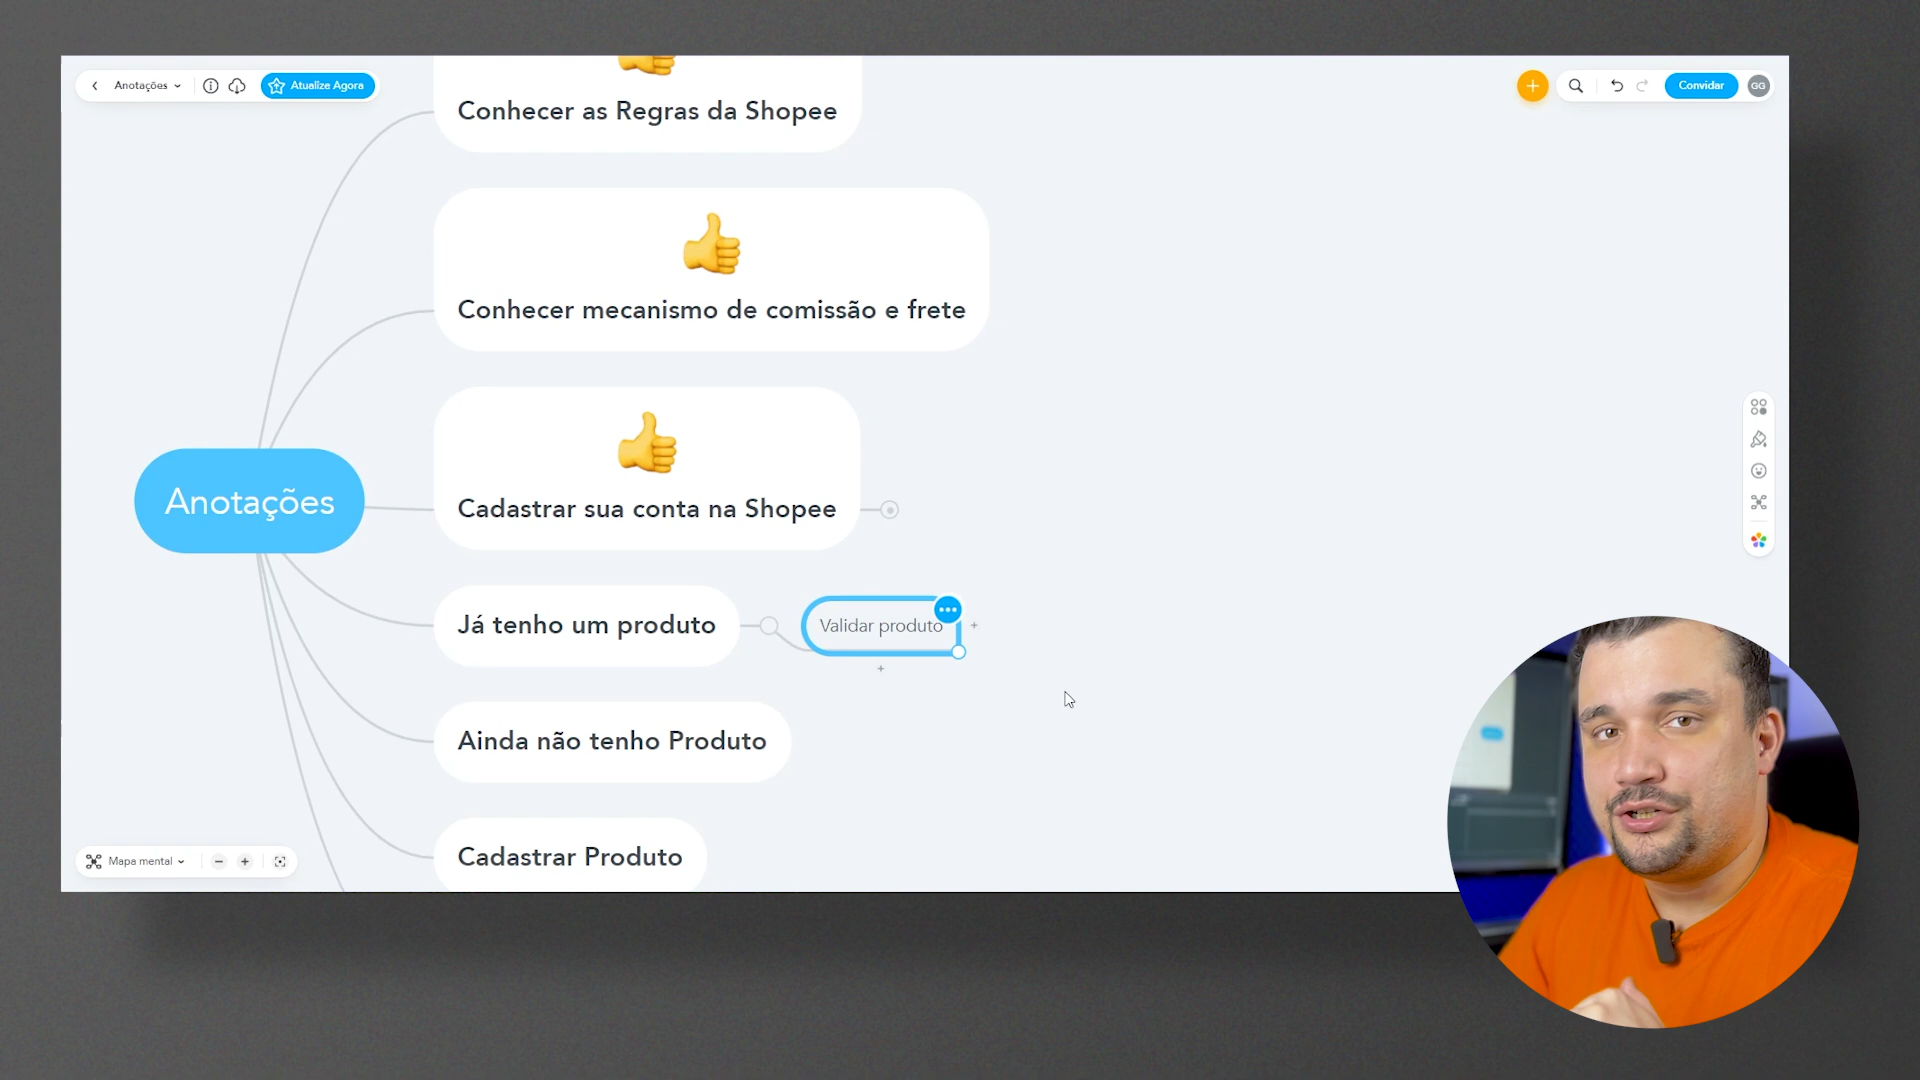 Anotações
Atualize Agora
Convidar
GG
Conhecer as Regras da Shopee
Conhecer mecanismo de comissão e frete
Cadastrar sua conta na Shopee
Anotações
Já tenho um produto
Validar produto
Ainda não tenho Produto
Cadastrar Produto
Mapa mental